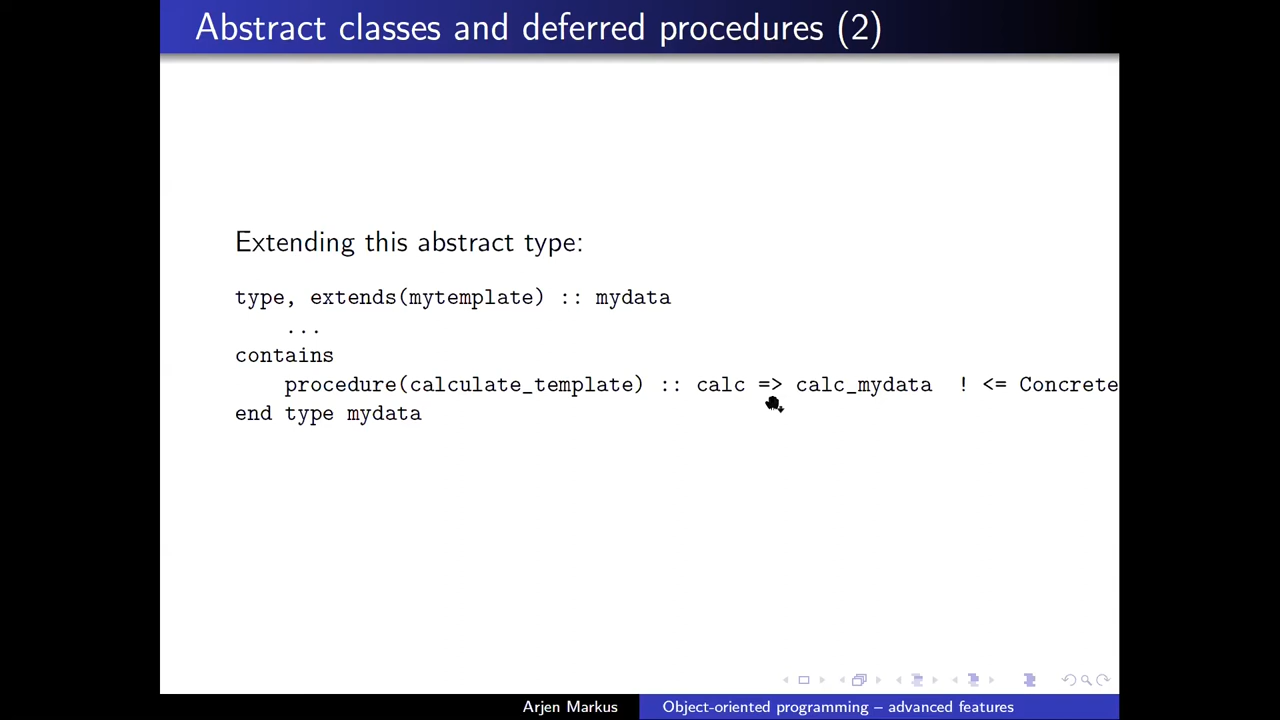 Abstract classes and deferred procedures (2)
Extending this abstract type:
type, extends(mytemplate) :: mydata
...
contains
procedure(calculate_template) :: calc => calc_mydata ! <= Concrete
end type mydata
Arjen Markus
Object-oriented programming – advanced features